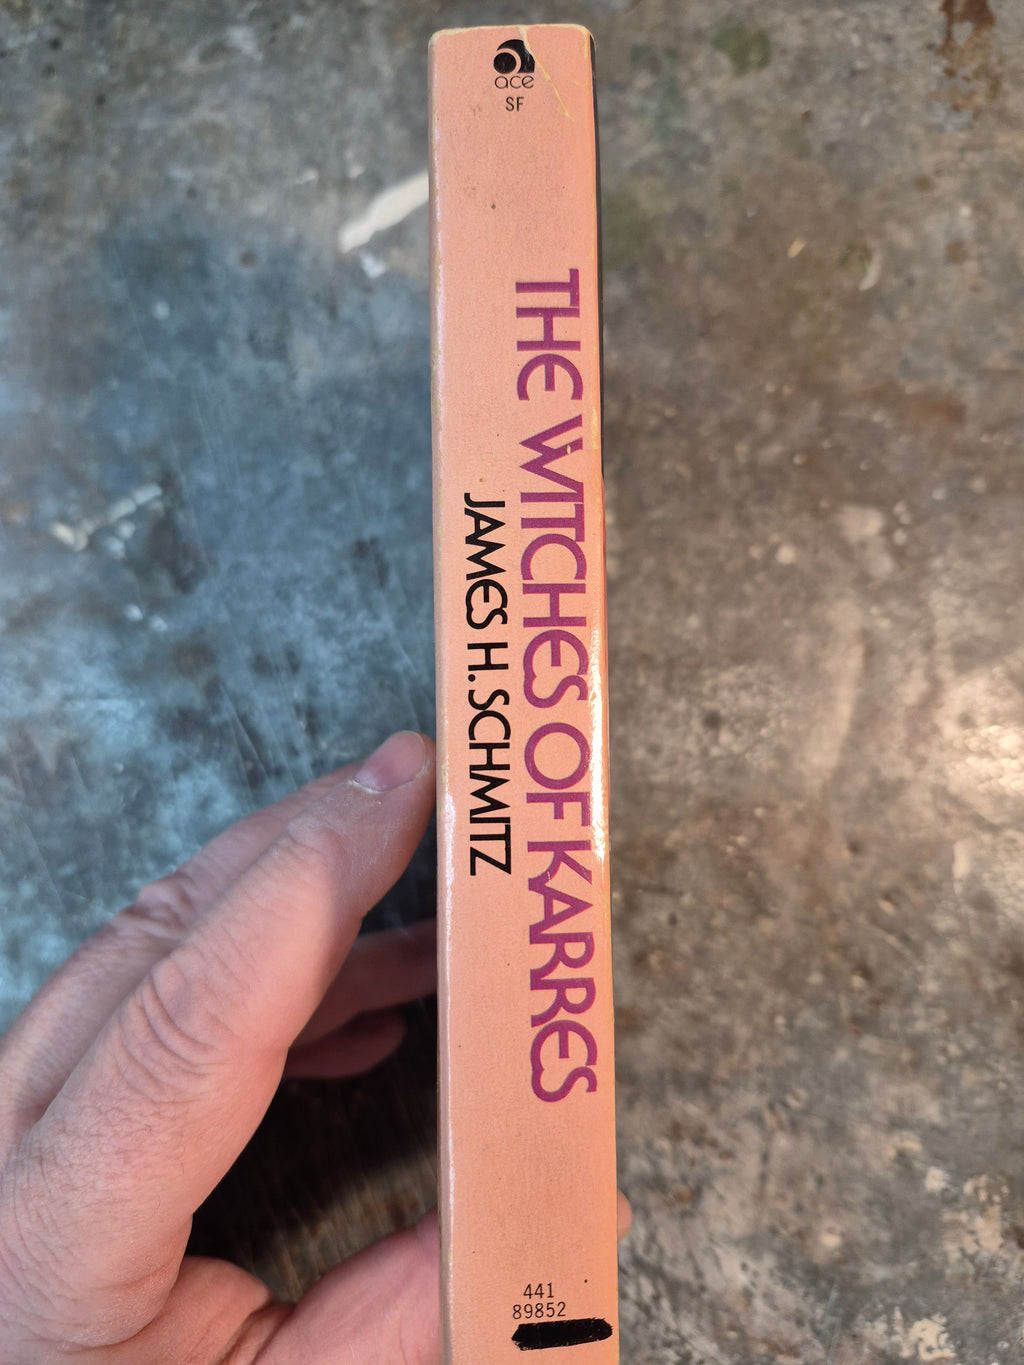 ace
SF
THE WITCHES OF KARRES
JAMES H. SCHMITZ
441
89852